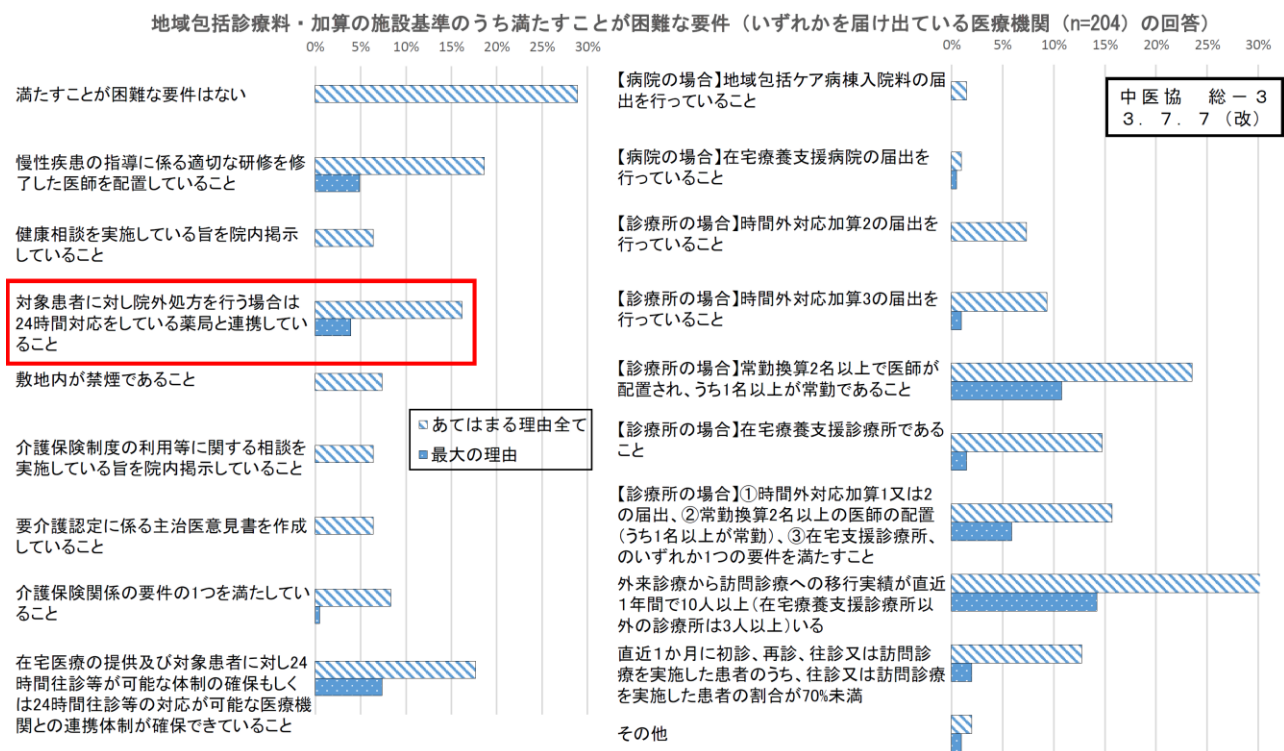 地域包括診療料・加算の施設基準のうち満たすことが困難な要件（いずれかを届け出ている医療機関（n=204）の回答）
0% 5% 10% 15% 20% 25% 30%
満たすことが困難な要件はない
慢性疾患の指導に係る適切な研修を修
了した医師を配置していること
健康相談を実施している旨を院内掲示
していること
対象患者に対し院外処方を行う場合は
24時間対応をしている薬局と連携してい
ること
敷地内が禁煙であること
介護保険制度の利用等に関する相談を
実施している旨を院内掲示していること
要介護認定に係る主治医意見書を作成
していること
介護保険関係の要件の1つを満たしてい
ること
在宅医療の提供及び対象患者に対し24
時間往診等が可能な体制の確保もしく
は24時間往診等の対応が可能な医療機
関との連携体制が確保できていること
あてはまる理由全て
最大の理由
0% 5% 10% 15% 20% 25% 30%
中医協　総－３
３．７．７（改）
【病院の場合】地域包括ケア病棟入院料の届
出を行っていること
【病院の場合】在宅療養支援病院の届出を
行っていること
【診療所の場合】時間外対応加算2の届出を
行っていること
【診療所の場合】時間外対応加算3の届出を
行っていること
【診療所の場合】常勤換算2名以上で医師が
配置され、うち1名以上が常勤であること
【診療所の場合】在宅療養支援診療所である
こと
【診療所の場合】①時間外対応加算1又は2
の届出、②常勤換算2名以上の医師の配置
(うち1名以上が常勤)、③在宅支援診療所、
のいずれか1つの要件を満たすこと
外来診療から訪問診療への移行実績が直近
1年間で10人以上(在宅療養支援診療所以
外の診療所は3人以上)いる
直近1か月に初診、再診、往診又は訪問診
療を実施した患者のうち、往診又は訪問診療
を実施した患者の割合が70%未満
その他